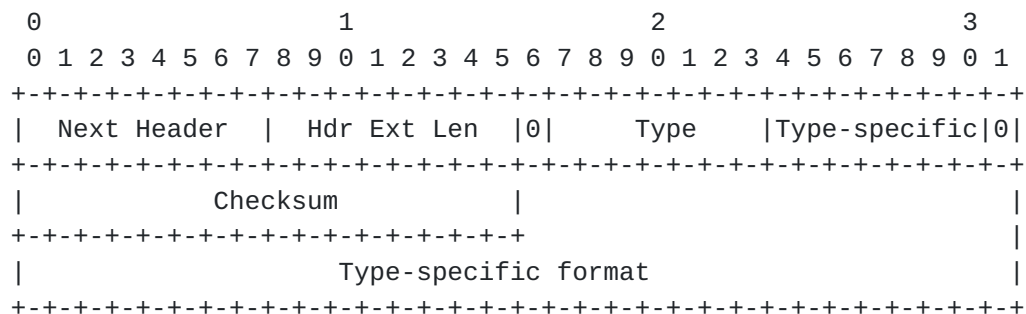 0                   1                   2                   3
 0 1 2 3 4 5 6 7 8 9 0 1 2 3 4 5 6 7 8 9 0 1 2 3 4 5 6 7 8 9 0 1
+-+-+-+-+-+-+-+-+-+-+-+-+-+-+-+-+-+-+-+-+-+-+-+-+-+-+-+-+-+-+-+-+
|  Next Header  |  Hdr Ext Len  |0|     Type    |Type-specific|0|
+-+-+-+-+-+-+-+-+-+-+-+-+-+-+-+-+-+-+-+-+-+-+-+-+-+-+-+-+-+-+-+-+
|            Checksum           |                               |
+-+-+-+-+-+-+-+-+-+-+-+-+-+-+-+-+                               |
|                    Type-specific format                       |
+-+-+-+-+-+-+-+-+-+-+-+-+-+-+-+-+-+-+-+-+-+-+-+-+-+-+-+-+-+-+-+-+